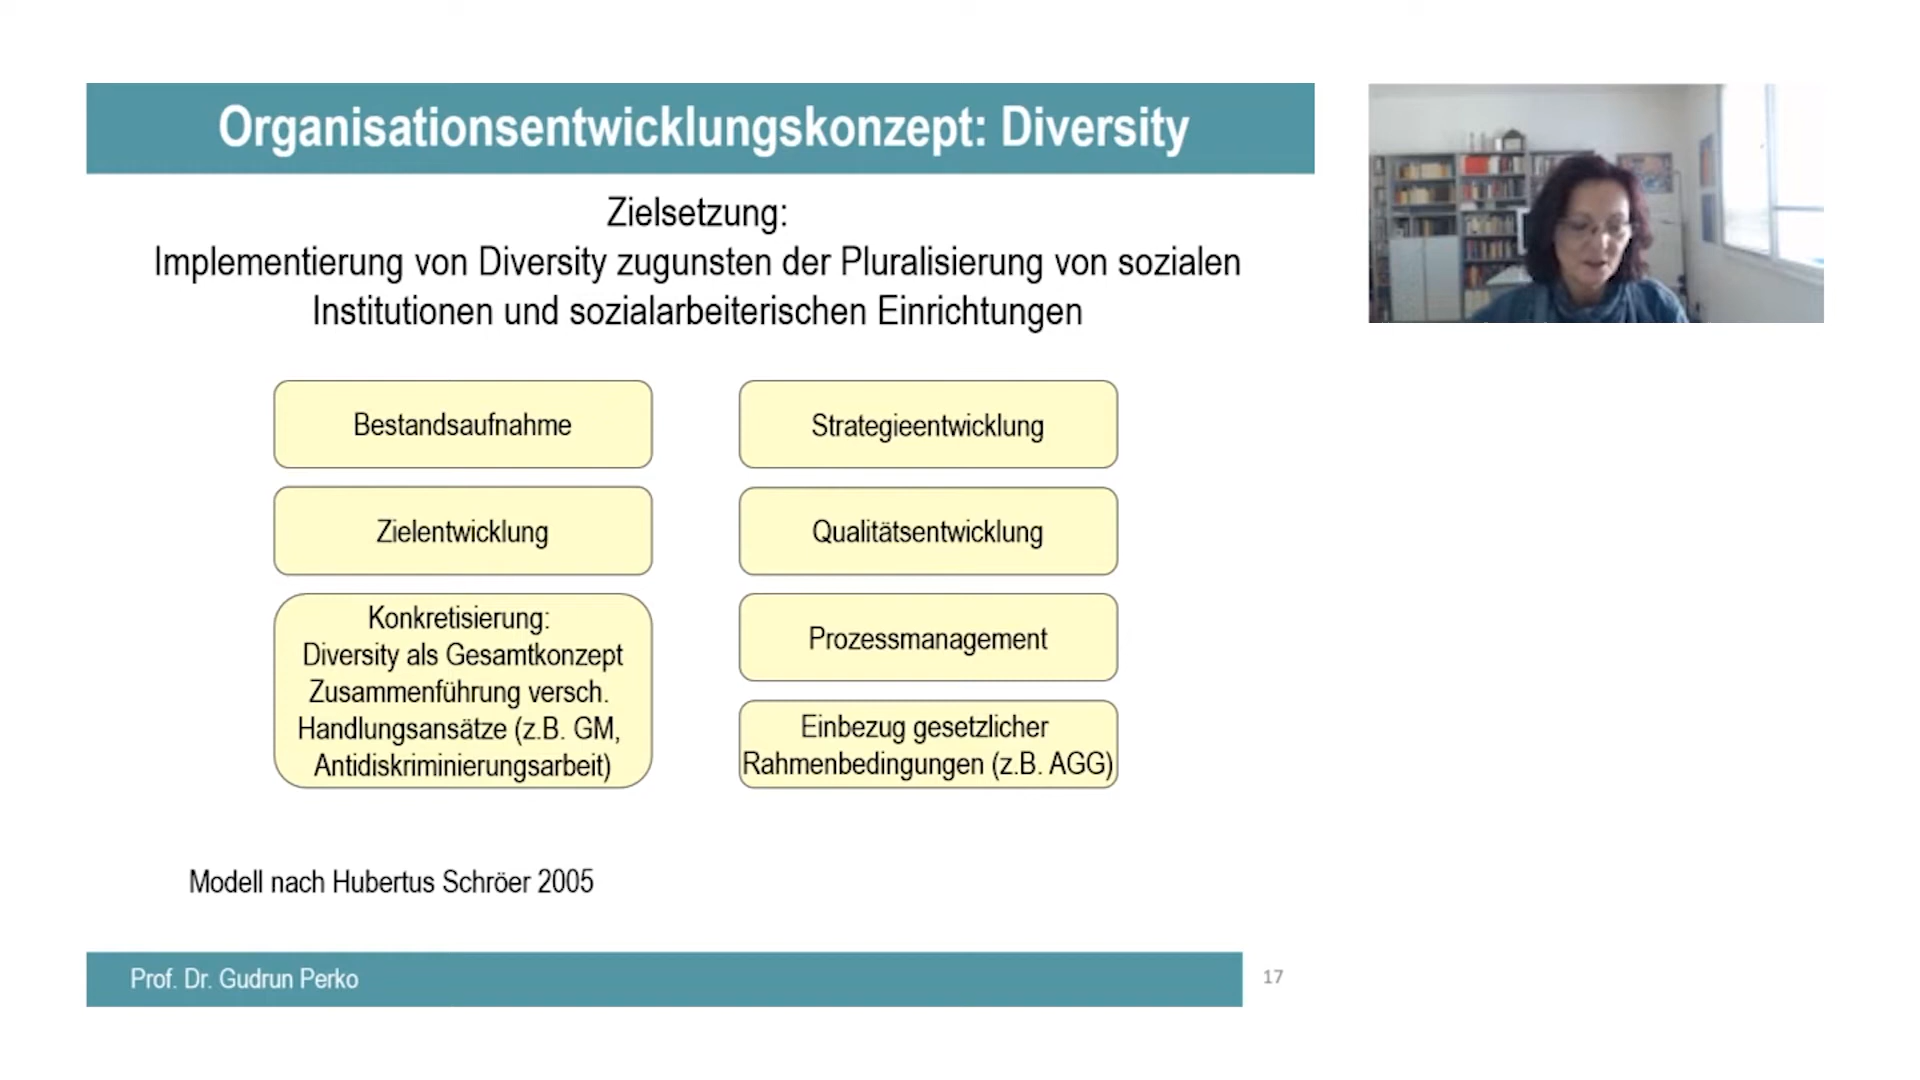 Organisationsentwicklungskonzept: Diversity
Zielsetzung:
Implementierung von Diversity zugunsten der Pluralisierung von sozialen
Institutionen und sozialarbeiterischen Einrichtungen
Bestandsaufnahme
Zielentwicklung
Konkretisierung:
Diversity als Gesamtkonzept
Zusammenführung versch.
Handlungsansätze (z.B. GM,
Antidiskriminierungsarbeit)
Strategieentwicklung
Qualitätsentwicklung
Prozessmanagement
Einbezug gesetzlicher
Rahmenbedingungen (z.B. AGG)
Modell nach Hubertus Schröer 2005
Prof. Dr. Gudrun Perko
17